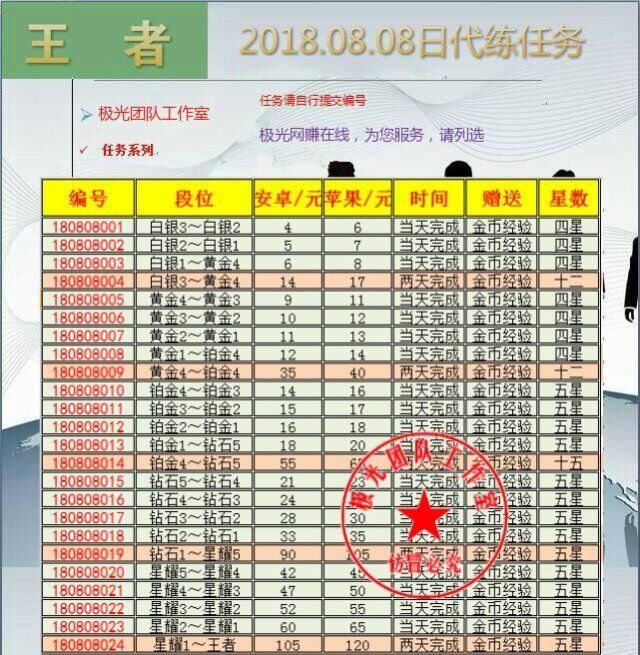 王 者
2018.08.08日代练任务
任务请自行提交编号
极光团队工作室
极光网赚在线，为您服务，请列选
任务系列
编号 段位 安卓/元 苹果/元 时间 赠送 星数
180808001 白银3～白银2 4 6 当天完成 金币经验 四星
180808002 白银2～白银1 5 7 当天完成 金币经验 四星
180808003 白银1～黄金4 6 8 当天完成 金币经验 四星
180808004 白银3～黄金4 14 17 两天完成 金币经验 十二
180808005 黄金4～黄金3 9 11 当天完成 金币经验 四星
180808006 黄金3～黄金2 10 12 当天完成 金币经验 四星
180808007 黄金2～黄金1 11 13 当天完成 金币经验 四星
180808008 黄金1～铂金4 12 14 当天完成 金币经验 四星
180808009 黄金4～铂金4 35 40 两天完成 金币经验 十二
180808010 铂金4～铂金3 14 16 当天完成 金币经验 五星
180808011 铂金3～铂金2 15 17 当天完成 金币经验 五星
180808012 铂金2～铂金1 16 18 当天完成 金币经验 五星
180808013 铂金1～钻石5 18 20 当天完成 金币经验 五星
180808014 铂金4～钻石5 55 两天完成 金币经验 十五
180808015 钻石5～钻石4 21 23 当天完成 金币经验 五星
180808016 钻石4～钻石3 24 当天完成 金币经验 五星
180808017 钻石3～钻石2 28 30 当天完成 金币经验 五星
180808018 钻石2～钻石1 33 35 当天完成 金币经验 五星
180808019 钻石1～星耀5 90 105 两天完成 金币经验 五星
180808020 星耀5～星耀4 42 45 当天完成 金币经验 五星
180808021 星耀4～星耀3 47 50 当天完成 金币经验 五星
180808022 星耀3～星耀2 52 55 当天完成 金币经验 五星
180808023 星耀2～星耀1 60 65 当天完成 金币经验 五星
180808024 星耀1～王者 105 120 两天完成 金币经验 五星
极光团队工作室
仿冒必究